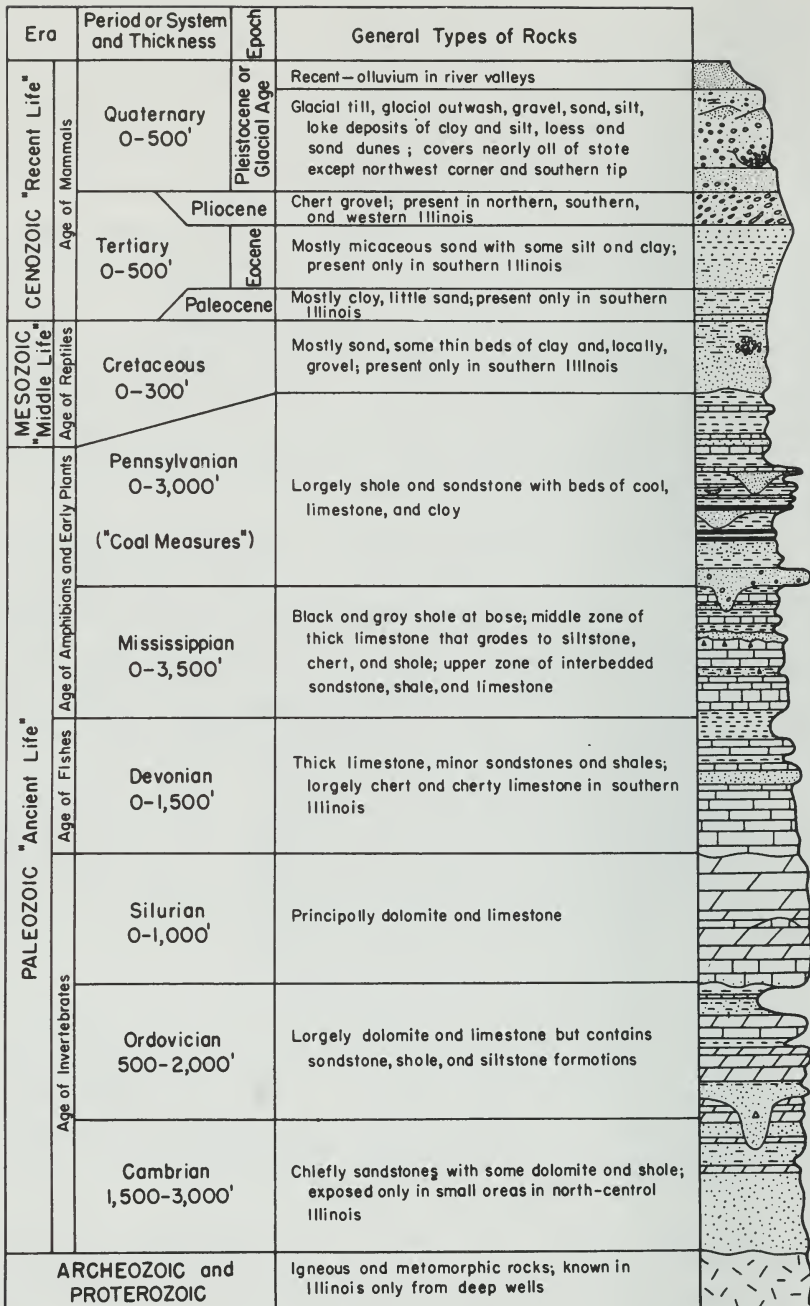 Era
Period or System
and Thickness
Epoch
General Types of Rocks
CENOZOIC "Recent Life"
Age of Mammals
Quaternary
0-500'
Pleistocene or
Glacial Age
Recent—olluvium in river valleys
Glacial till, glociol outwash, gravel, sond, silt,
loke deposits of cloy and silt, loess ond
sond dunes ; covers neorly oll of stote
except northwest corner and southern tip
Pliocene
Chert grovel; present in northern, southern,
ond western Illinois
Tertiary
0-500'
Eocene
Mostly micaceous sond with some silt ond clay;
present only in southern Illinois
Paleocene
Mostly cloy, little sand; present only in southern
Illinois
MESOZOIC
"Middle Life"
Age of Reptiles
Cretaceous
0-300'
Mostly sond, some thin beds of clay and, locally,
grovel; present only in southern Illinois
PALEOZOIC "Ancient Life"
Age of Amphibians and Early Plants
Pennsylvanian
0-3,000'
("Coal Measures")
Lorgely shole ond sondstone with beds of cool,
limestone, and cloy
Mississippian
0-3,500'
Black ond groy shole at bose; middle zone of
thick limestone that grodes to siltstone,
chert, ond shole; upper zone of interbedded
sondstone, shale, ond limestone
Age of Fishes
Devonian
0-1,500'
Thick limestone, minor sondstones ond shales;
lorgely chert ond cherty limestone in southern
Illinois
Age of Invertebrates
Silurian
0-1,000'
Principolly dolomite ond limestone
Ordovician
500-2,000'
Lorgely dolomite ond limestone but contains
sondstone, shole, ond siltstone formotions
Cambrian
1,500-3,000'
Chiefly sandstones with some dolomite ond shole;
exposed only in small oreos in north-centrol
Illinois
ARCHEOZOIC and
PROTEROZOIC
Igneous ond metomorphic rocks; known in
Illinois only from deep wells